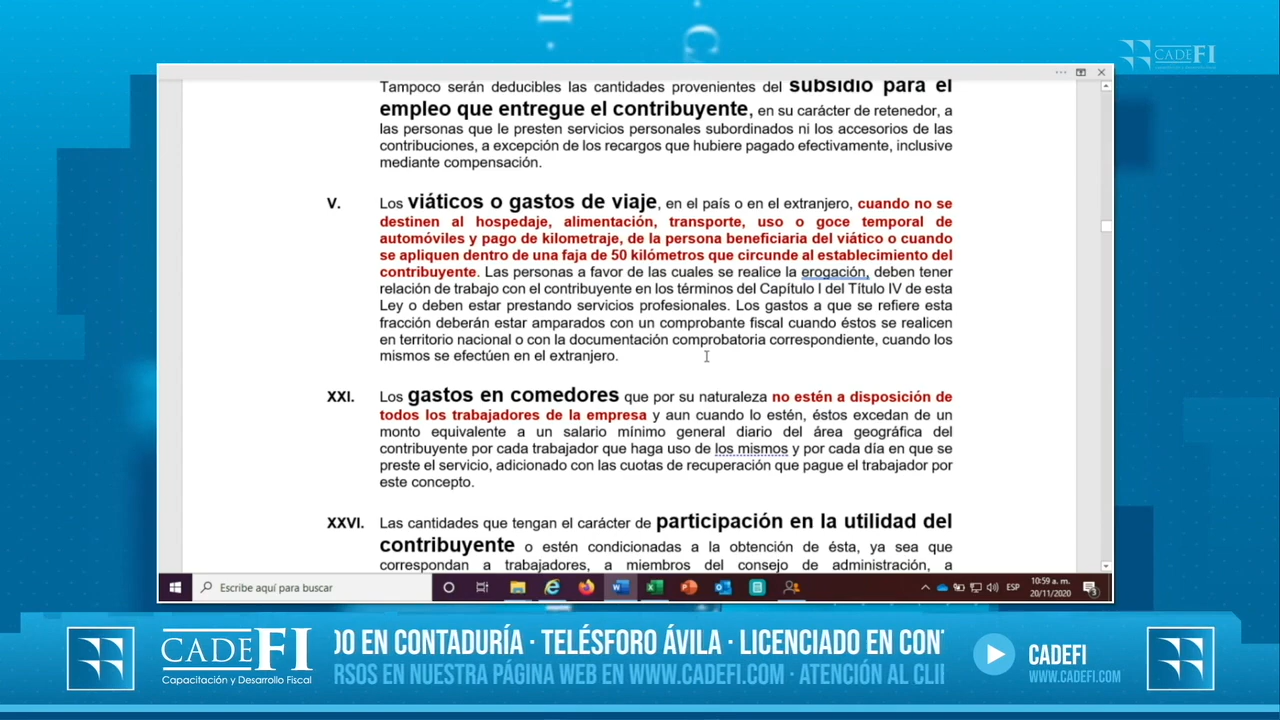 CADEFI
Tampoco serán deducibles las cantidades provenientes del subsidio para el
empleo que entregue el contribuyente, en su carácter de retenedor, a
las personas que le presten servicios personales subordinados ni los accesorios de las
contribuciones, a excepción de los recargos que hubiere pagado efectivamente, inclusive
mediante compensación.
V. Los viáticos o gastos de viaje, en el país o en el extranjero, cuando no se
destinen al hospedaje, alimentación, transporte, uso o goce temporal de
automóviles y pago de kilometraje, de la persona beneficiaria del viático o cuando
se apliquen dentro de una faja de 50 kilómetros que circunde al establecimiento del
contribuyente. Las personas a favor de las cuales se realice la erogación, deben tener
relación de trabajo con el contribuyente en los términos del Capítulo I del Título IV de esta
Ley o deben estar prestando servicios profesionales. Los gastos a que se refiere esta
fracción deberán estar amparados con un comprobante fiscal cuando éstos se realicen
en territorio nacional o con la documentación comprobatoria correspondiente, cuando los
mismos se efectúen en el extranjero.
XXI. Los gastos en comedores que por su naturaleza no estén a disposición de
todos los trabajadores de la empresa y aun cuando lo estén, éstos excedan de un
monto equivalente a un salario mínimo general diario del área geográfica del
contribuyente por cada trabajador que haga uso de los mismos y por cada día en que se
preste el servicio, adicionado con las cuotas de recuperación que pague el trabajador por
este concepto.
XXVI. Las cantidades que tengan el carácter de participación en la utilidad del
contribuyente o estén condicionadas a la obtención de ésta, ya sea que
correspondan a trabajadores, a miembros del consejo de administración, a
Escribe aquí para buscar
ESP
10:59 a. m.
20/11/2020
3
CADEFI
Capacitación y Desarrollo Fiscal
DO EN CONTADURÍA · TELÉSFORO ÁVILA · LICENCIADO EN CON
RSOS EN NUESTRA PÁGINA WEB EN WWW.CADEFI.COM · ATENCIÓN AL CLI
CADEFI
WWW.CADEFI.COM